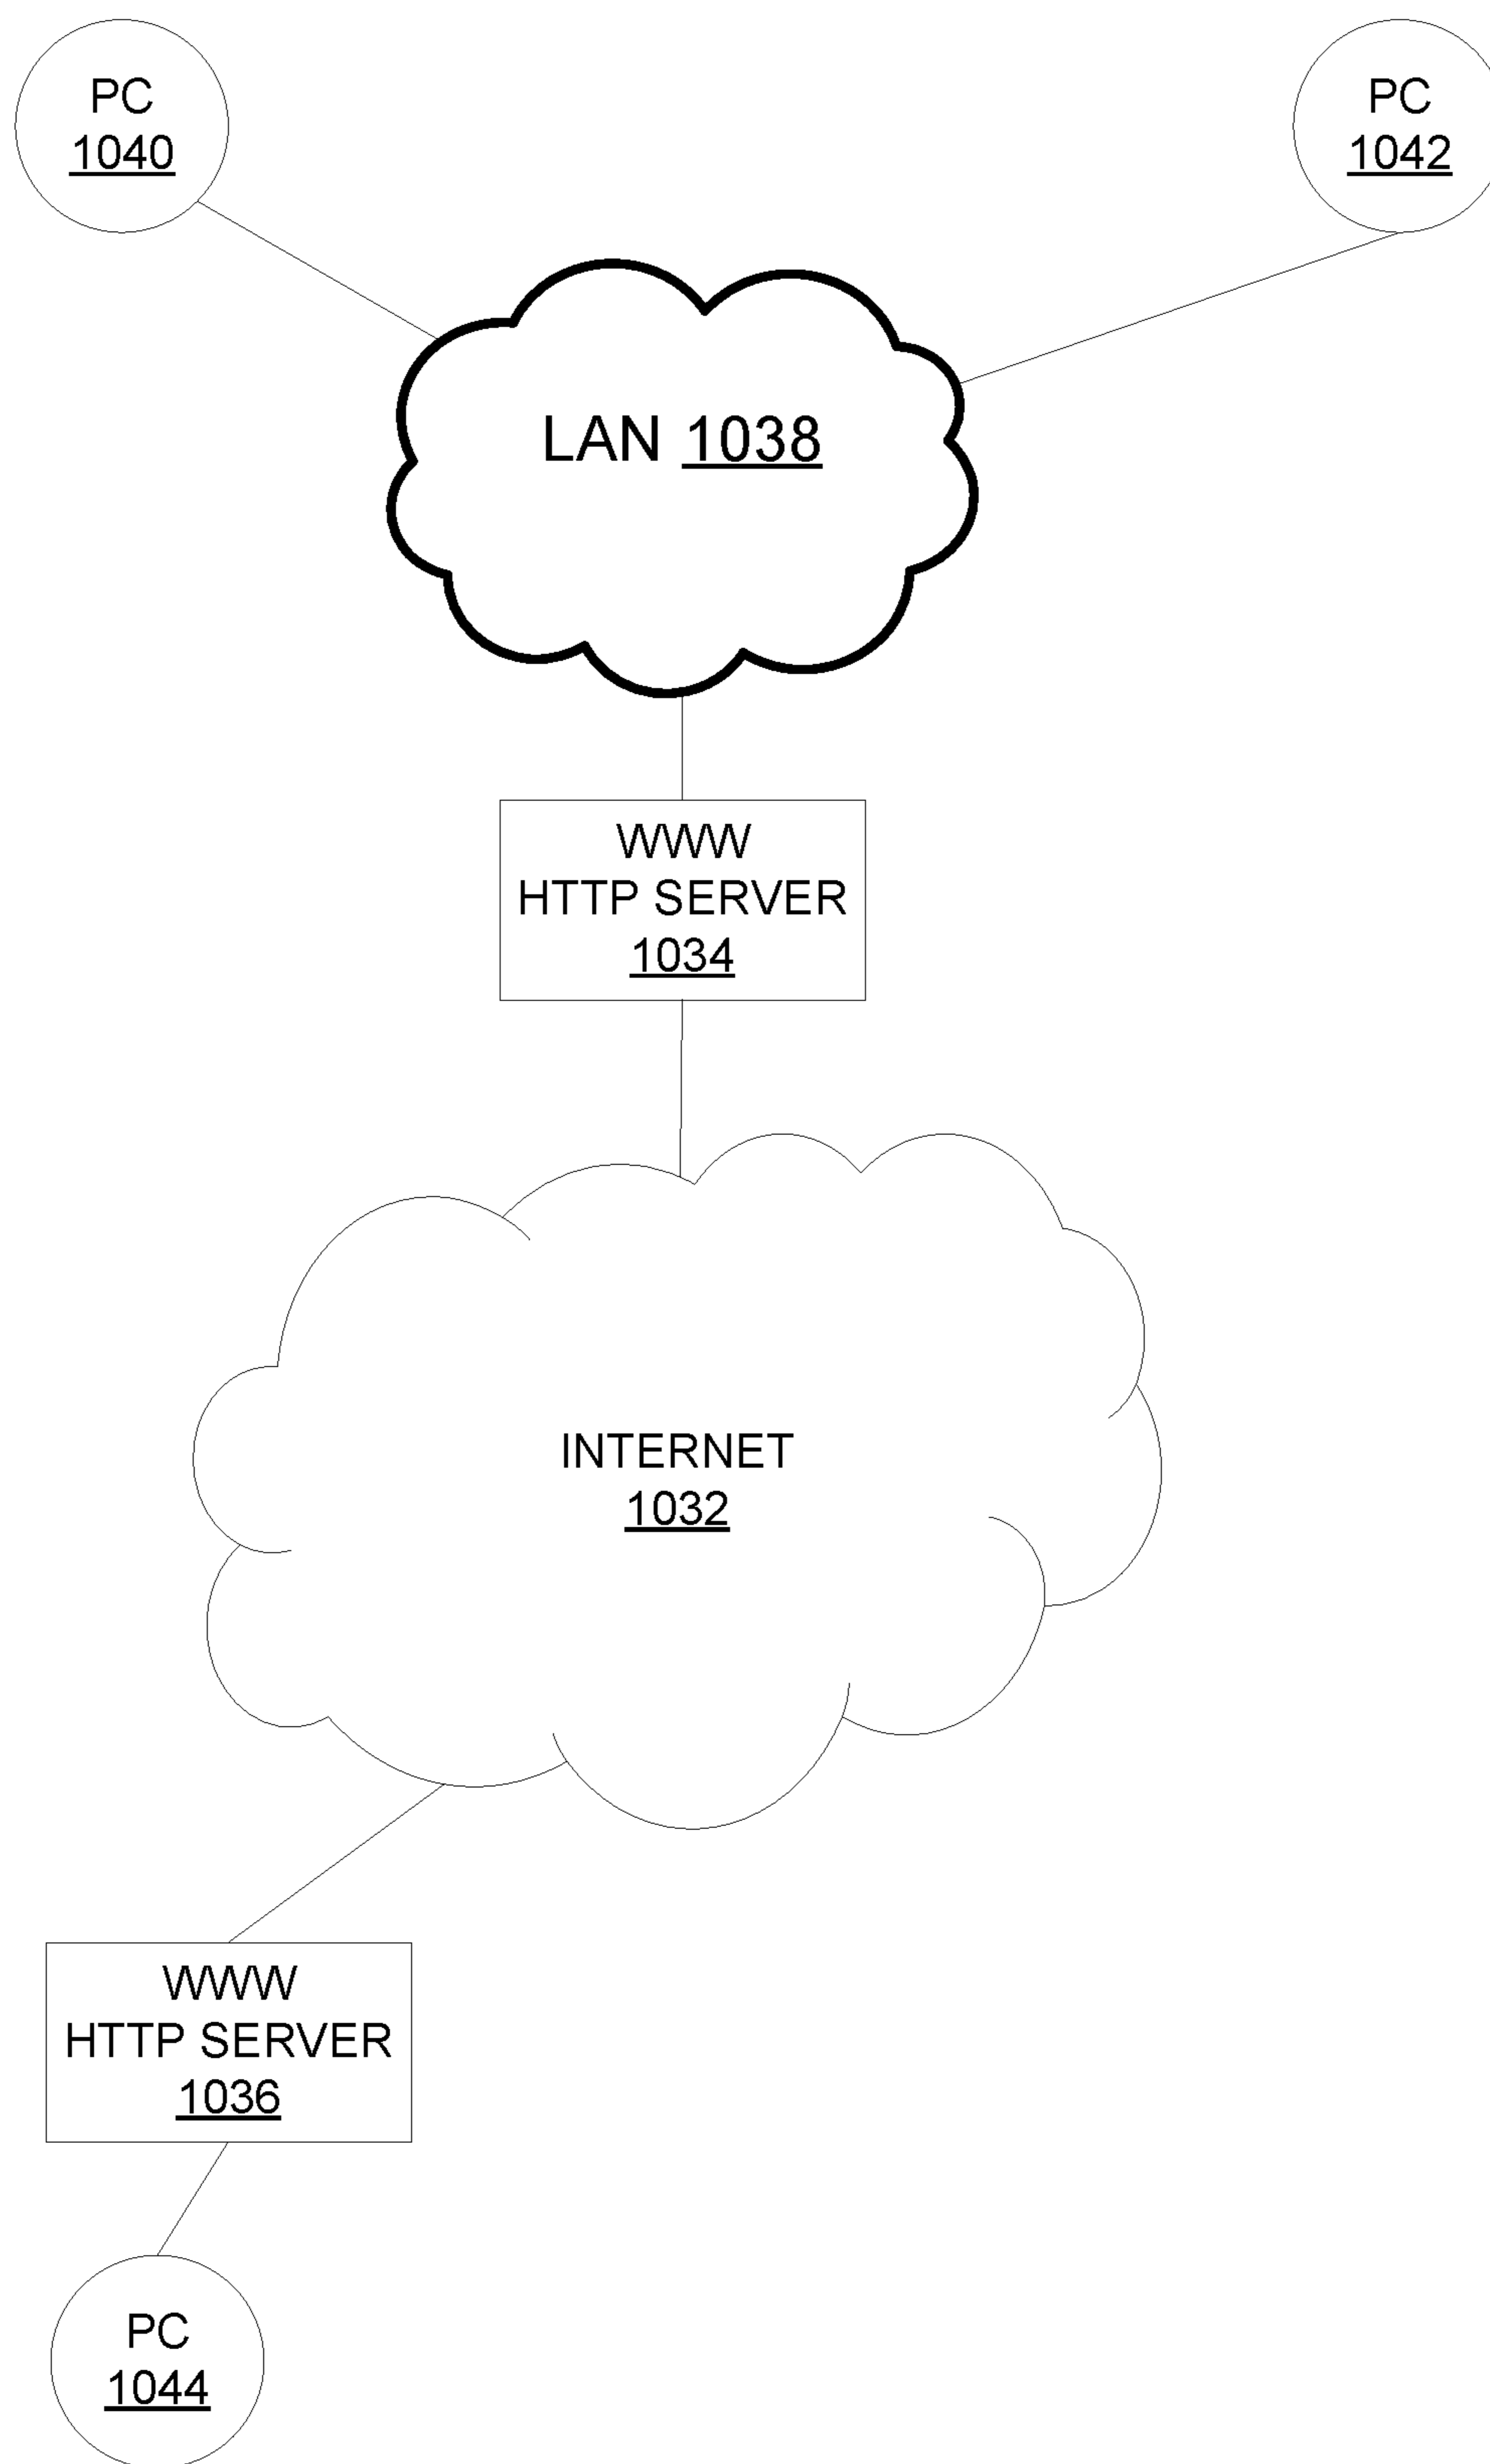 PC
1040
PC
1042
LAN 1038
WWW
HTTP SERVER
1034
INTERNET
1032
WWW
HTTP SERVER
1036
PC
1044